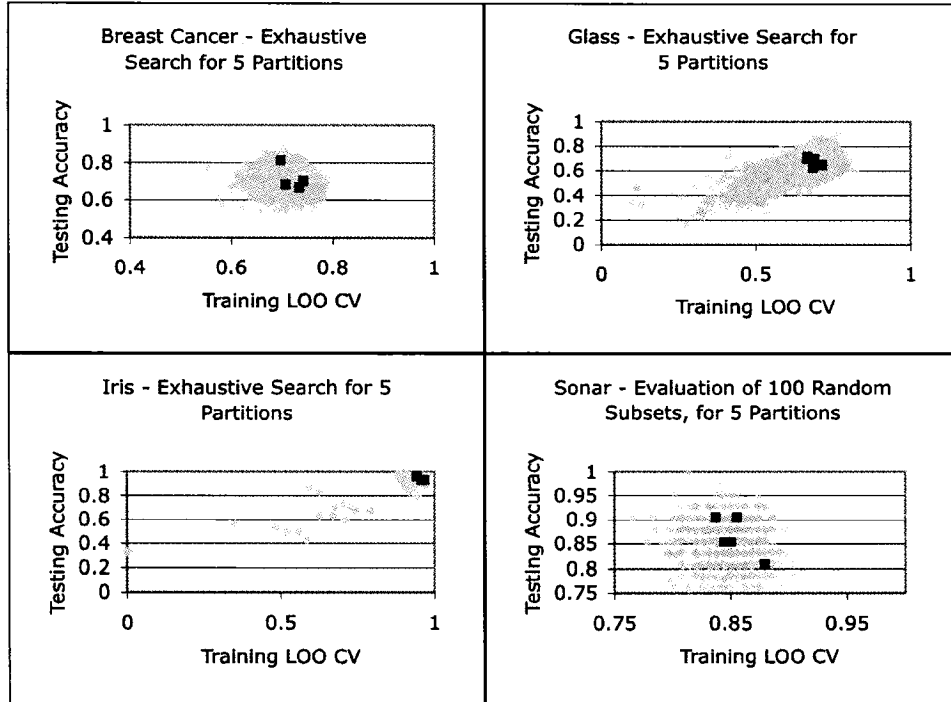 Breast Cancer - Exhaustive
Search for 5 Partitions
Testing Accuracy
1
0.8
0.6
0.4
0.4
0.6
0.8
1
Training LOO CV
Glass - Exhaustive Search for
5 Partitions
Testing Accuracy
1
0.8
0.6
0.4
0.2
0
0
0.5
1
Training LOO CV
Iris - Exhaustive Search for 5
Partitions
Testing Accuracy
1
0.8
0.6
0.4
0.2
0
0
0.5
1
Training LOO CV
Sonar - Evaluation of 100 Random
Subsets, for 5 Partitions
Testing Accuracy
1
0.95
0.9
0.85
0.8
0.75
0.75
0.85
0.95
Training LOO CV